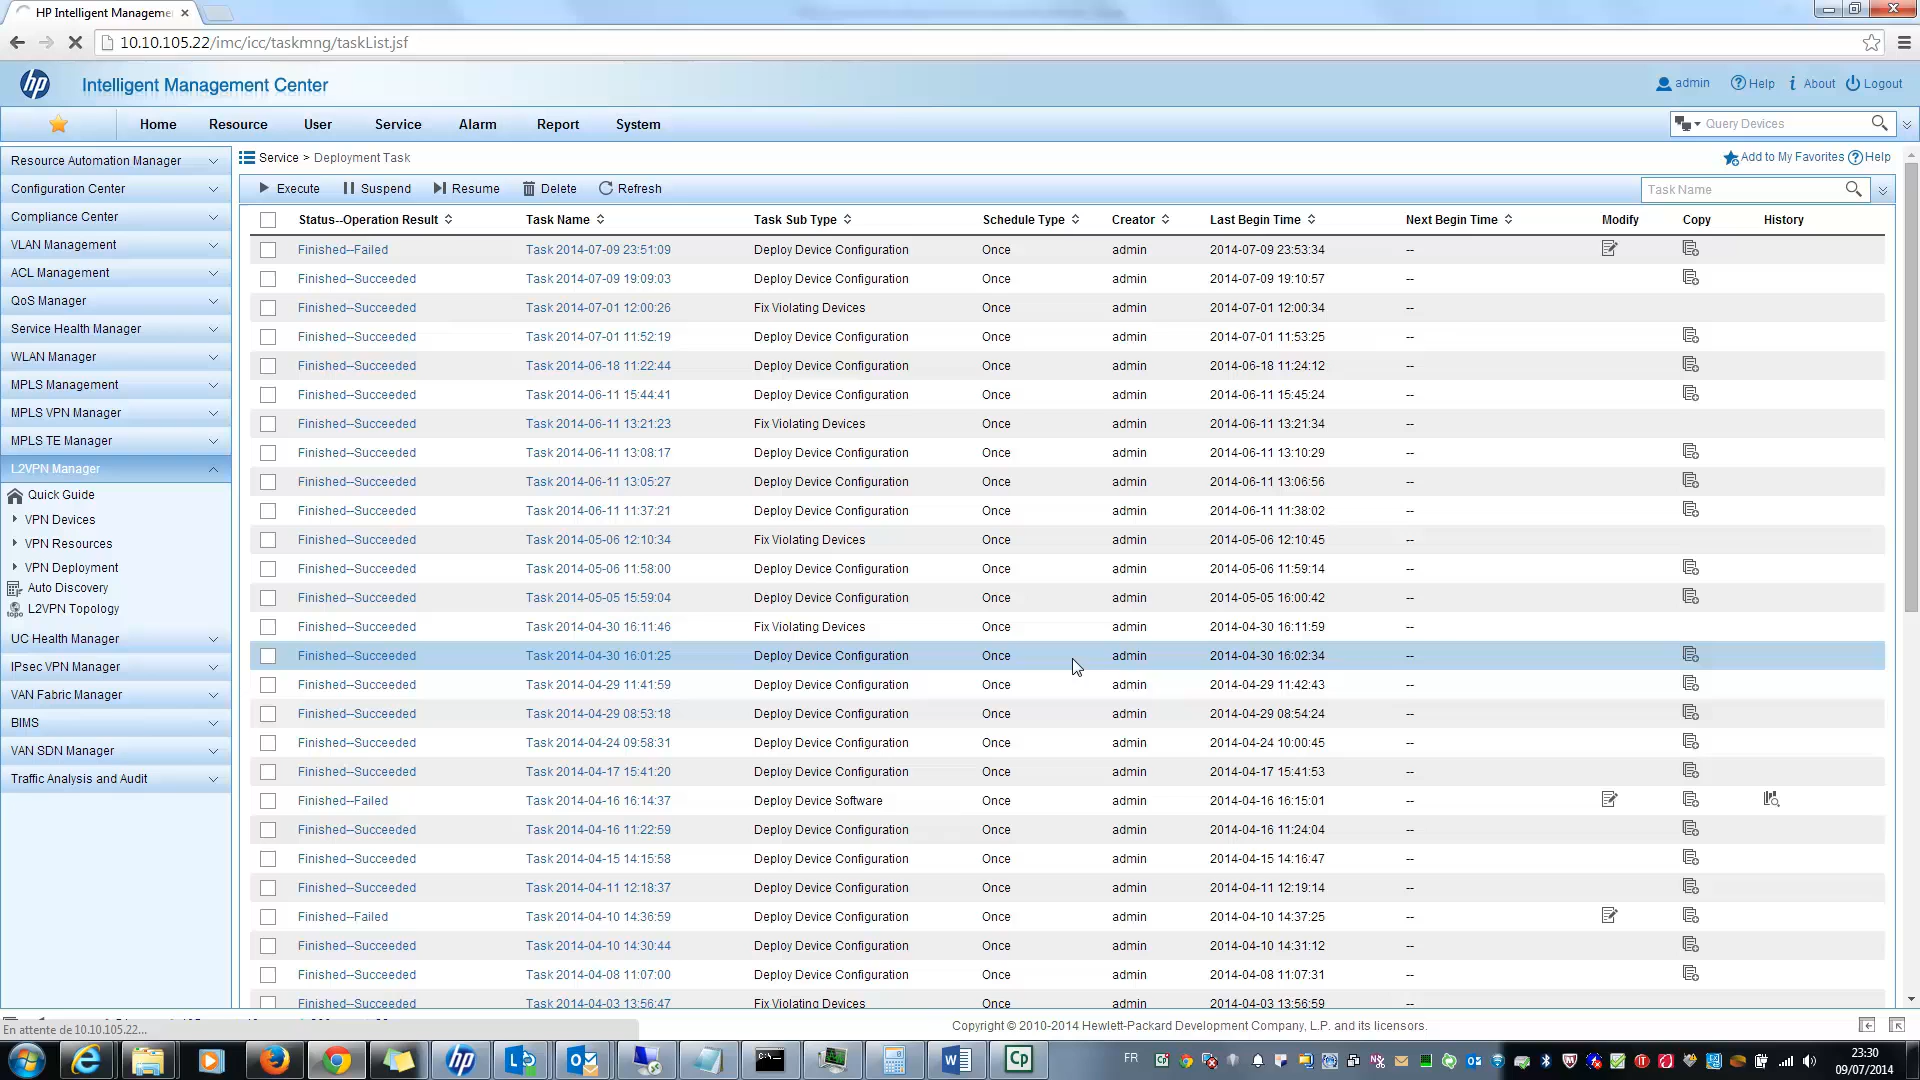 HP Intelligent Manageme
10.10.105.22/imc/icc/taskmng/taskList.jsf
hp Intelligent Management Center admin Help About Logout
Home Resource User Service Alarm Report System Query Devices
Service > Deployment Task Add to My Favorites Help
Execute Suspend Resume Delete Refresh Task Name
Resource Automation Manager
Configuration Center
Compliance Center
VLAN Management
ACL Management
QoS Manager
Service Health Manager
WLAN Manager
MPLS Management
MPLS VPN Manager
MPLS TE Manager
L2VPN Manager
Quick Guide
VPN Devices
VPN Resources
VPN Deployment
Auto Discovery
L2VPN Topology
UC Health Manager
IPsec VPN Manager
VAN Fabric Manager
BIMS
VAN SDN Manager
Traffic Analysis and Audit
Status--Operation Result Task Name Task Sub Type Schedule Type Creator Last Begin Time Next Begin Time Modify Copy History
Finished--Failed Task 2014-07-09 23:51:09 Deploy Device Configuration Once admin 2014-07-09 23:53:34 --
Finished--Succeeded Task 2014-07-09 19:09:03 Deploy Device Configuration Once admin 2014-07-09 19:10:57 --
Finished--Succeeded Task 2014-07-01 12:00:26 Fix Violating Devices Once admin 2014-07-01 12:00:34 --
Finished--Succeeded Task 2014-07-01 11:52:19 Deploy Device Configuration Once admin 2014-07-01 11:53:25 --
Finished--Succeeded Task 2014-06-18 11:22:44 Deploy Device Configuration Once admin 2014-06-18 11:24:12 --
Finished--Succeeded Task 2014-06-11 15:44:41 Deploy Device Configuration Once admin 2014-06-11 15:45:24 --
Finished--Succeeded Task 2014-06-11 13:21:23 Fix Violating Devices Once admin 2014-06-11 13:21:34 --
Finished--Succeeded Task 2014-06-11 13:08:17 Deploy Device Configuration Once admin 2014-06-11 13:10:29 --
Finished--Succeeded Task 2014-06-11 13:05:27 Deploy Device Configuration Once admin 2014-06-11 13:06:56 --
Finished--Succeeded Task 2014-06-11 11:37:21 Deploy Device Configuration Once admin 2014-06-11 11:38:02 --
Finished--Succeeded Task 2014-05-06 12:10:34 Fix Violating Devices Once admin 2014-05-06 12:10:45 --
Finished--Succeeded Task 2014-05-06 11:58:00 Deploy Device Configuration Once admin 2014-05-06 11:59:14 --
Finished--Succeeded Task 2014-05-05 15:59:04 Deploy Device Configuration Once admin 2014-05-05 16:00:42 --
Finished--Succeeded Task 2014-04-30 16:11:46 Fix Violating Devices Once admin 2014-04-30 16:11:59 --
Finished--Succeeded Task 2014-04-30 16:01:25 Deploy Device Configuration Once admin 2014-04-30 16:02:34 --
Finished--Succeeded Task 2014-04-29 11:41:59 Deploy Device Configuration Once admin 2014-04-29 11:42:43 --
Finished--Succeeded Task 2014-04-29 08:53:18 Deploy Device Configuration Once admin 2014-04-29 08:54:24 --
Finished--Succeeded Task 2014-04-24 09:58:31 Deploy Device Configuration Once admin 2014-04-24 10:00:45 --
Finished--Succeeded Task 2014-04-17 15:41:20 Deploy Device Configuration Once admin 2014-04-17 15:41:53 --
Finished--Failed Task 2014-04-16 16:14:37 Deploy Device Software Once admin 2014-04-16 16:15:01 --
Finished--Succeeded Task 2014-04-16 11:22:59 Deploy Device Configuration Once admin 2014-04-16 11:24:04 --
Finished--Succeeded Task 2014-04-15 14:15:58 Deploy Device Configuration Once admin 2014-04-15 14:16:47 --
Finished--Succeeded Task 2014-04-11 12:18:37 Deploy Device Configuration Once admin 2014-04-11 12:19:14 --
Finished--Failed Task 2014-04-10 14:36:59 Deploy Device Configuration Once admin 2014-04-10 14:37:25 --
Finished--Succeeded Task 2014-04-10 14:30:44 Deploy Device Configuration Once admin 2014-04-10 14:31:12 --
Finished--Succeeded Task 2014-04-08 11:07:00 Deploy Device Configuration Once admin 2014-04-08 11:07:31 --
Finished--Succeeded Task 2014-04-03 13:56:47 Fix Violating Devices Once admin 2014-04-03 13:56:59 --
En attente de 10.10.105.22...
Copyright © 2010-2014 Hewlett-Packard Development Company, L.P. and its licensors.
FR
23:30
09/07/2014